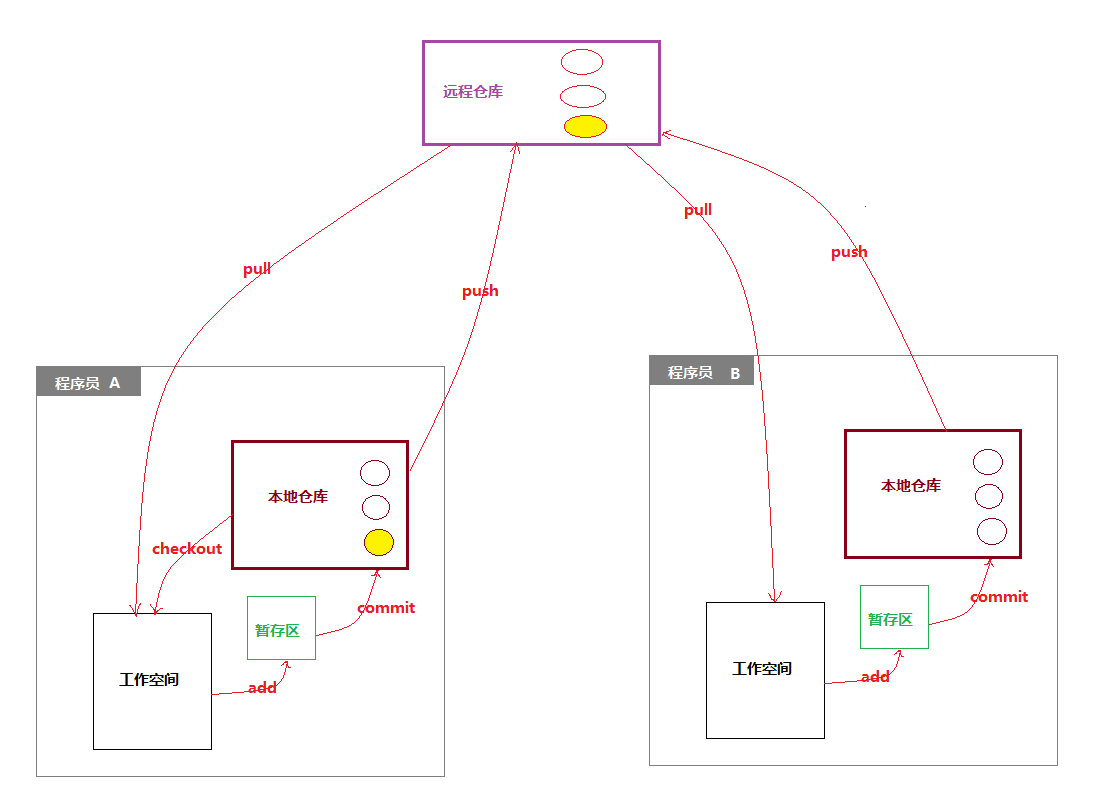 远程仓库
pull
push
pull
push
程序员 A
本地仓库
checkout
commit
暂存区
工作空间
add
程序员 B
本地仓库
commit
暂存区
工作空间
add